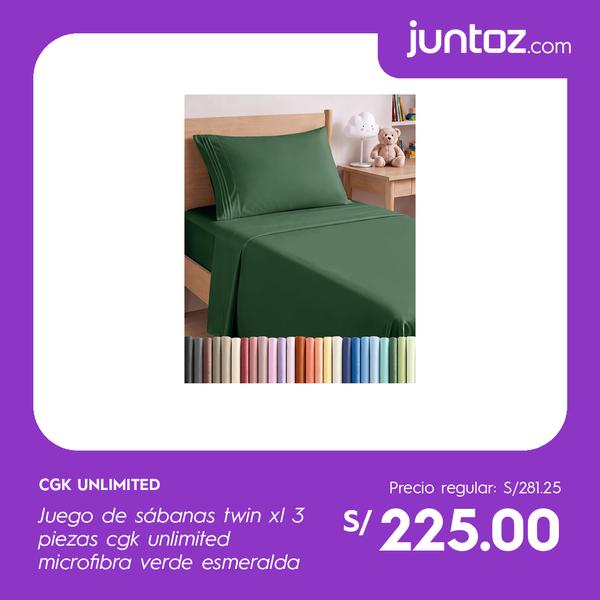 juntoz.com
CGK UNLIMITED
Juego de sábanas twin xl 3
piezas cgk unlimited
microfibra verde esmeralda
Precio regular: S/281.25
S/ 225.00